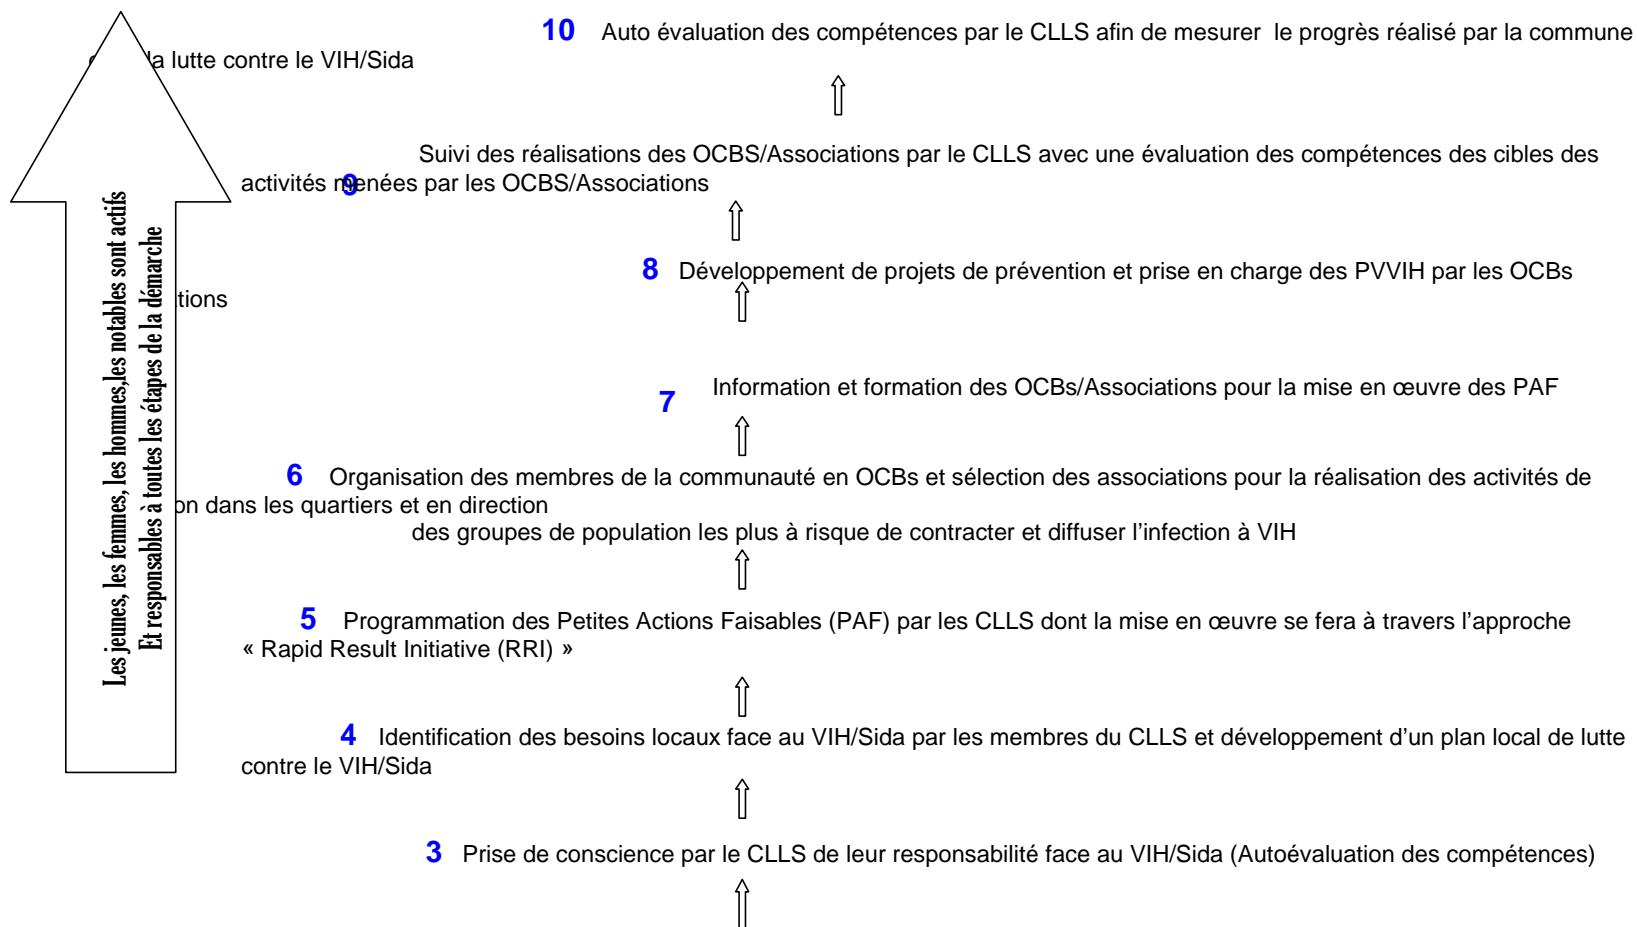 10 Auto évaluation des compétences par le CLLS afin de mesurer le progrès réalisé par la commune
la lutte contre le VIH/Sida
Suivi des réalisations des OCBS/Associations par le CLLS avec une évaluation des compétences des cibles des
9
activités menées par les OCBS/Associations
8 Développement de projets de prévention et prise en charge des PVVIH par les OCBs
tions
7 Information et formation des OCBs/Associations pour la mise en œuvre des PAF
6 Organisation des membres de la communauté en OCBs et sélection des associations pour la réalisation des activités de
on dans les quartiers et en direction
des groupes de population les plus à risque de contracter et diffuser l’infection à VIH
5 Programmation des Petites Actions Faisables (PAF) par les CLLS dont la mise en œuvre se fera à travers l’approche
« Rapid Result Initiative (RRI) »
4 Identification des besoins locaux face au VIH/Sida par les membres du CLLS et développement d’un plan local de lutte
contre le VIH/Sida
3 Prise de conscience par le CLLS de leur responsabilité face au VIH/Sida (Autoévaluation des compétences)
Les jeunes, les femmes, les hommes,les notables sont actifs
Et responsables à toutes les étapes de la démarche